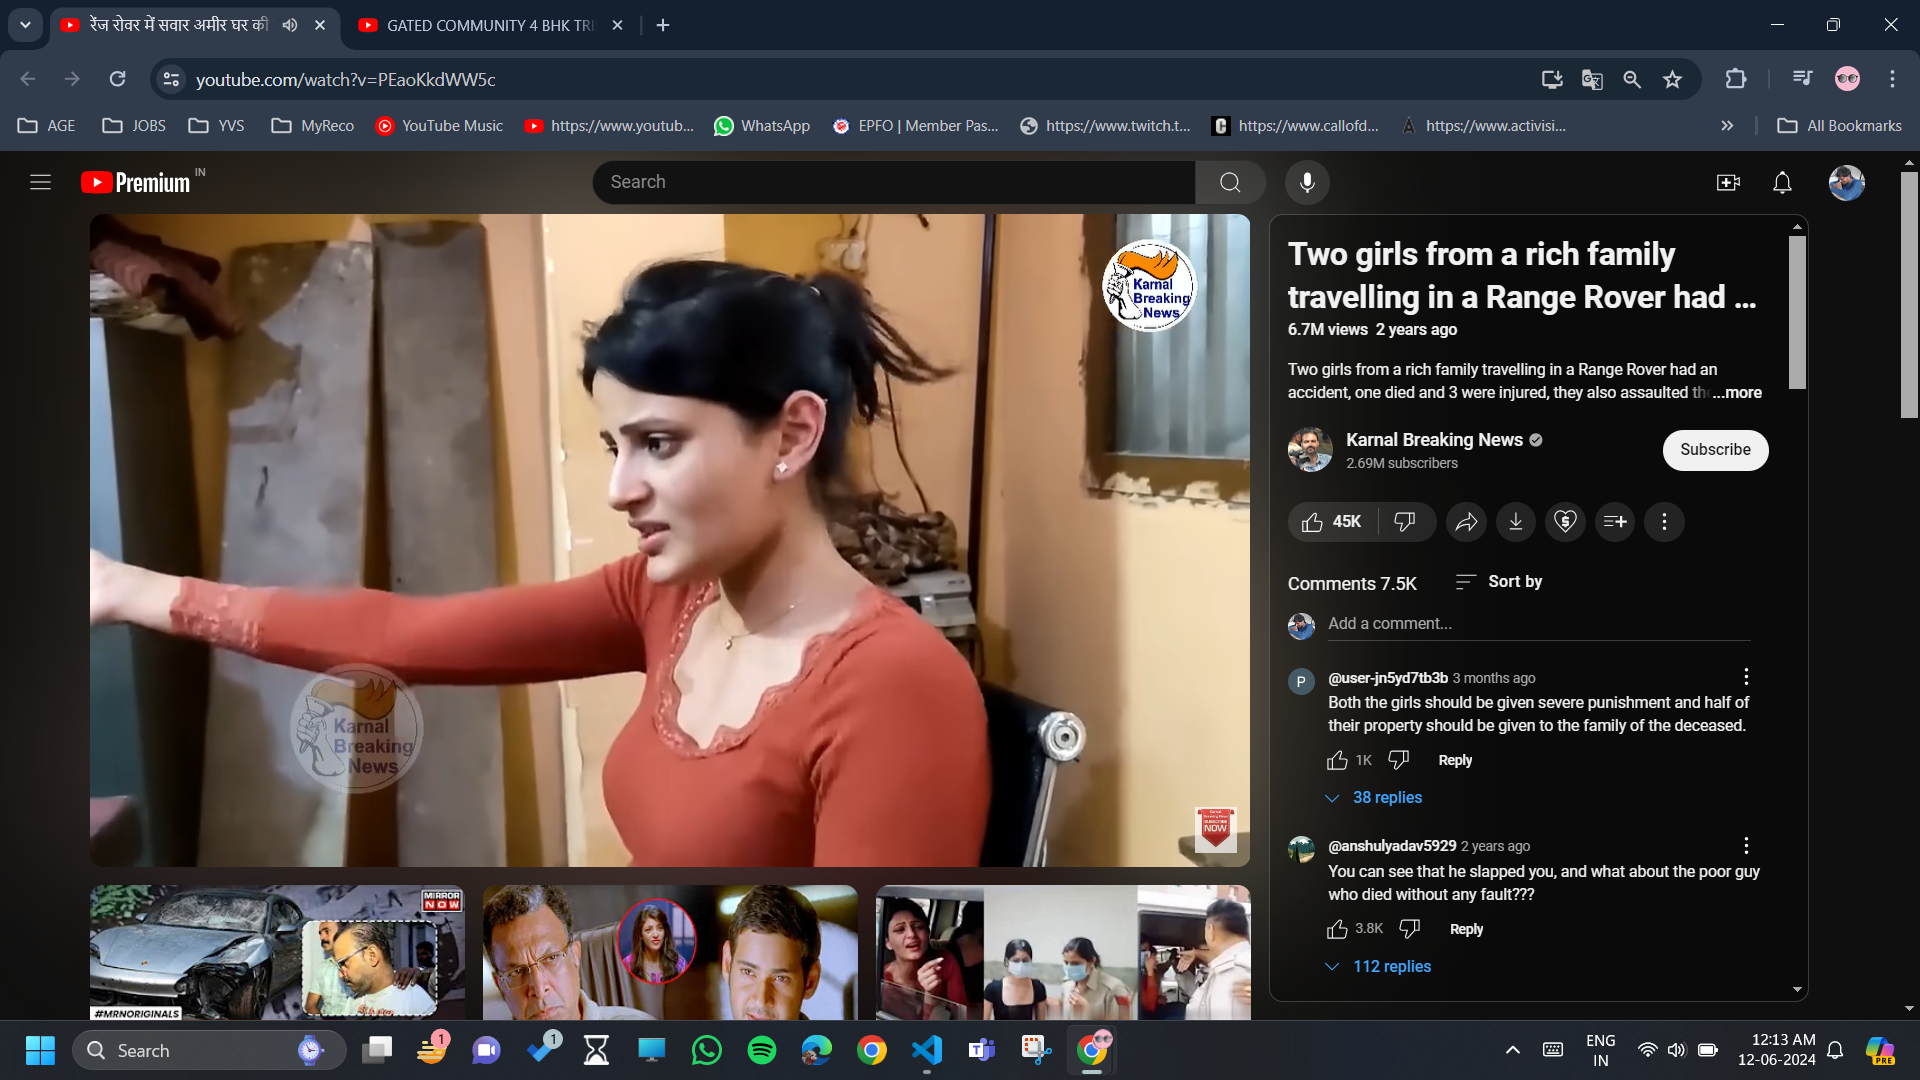 रेंज रोवर में सवार अमीर घर की
GATED COMMUNITY 4 BHK TRI
youtube.com/watch?v=PEaoKkdWW5c
AGE
JOBS
YVS
MyReco
YouTube Music
https://www.youtub...
WhatsApp
EPFO | Member Pas...
https://www.twitch.t...
https://www.callofd...
https://www.activisi...
All Bookmarks
Premium IN
Search
Karnal
Breaking
News
Karnal
Breaking
News
SUBSCRIBE
NOW
Two girls from a rich family
travelling in a Range Rover had ...
6.7M views 2 years ago
Two girls from a rich family travelling in a Range Rover had an
accident, one died and 3 were injured, they also assaulted the ...more
Karnal Breaking News
2.69M subscribers
Subscribe
45K
Comments 7.5K
Sort by
Add a comment...
P
@user-jn5yd7tb3b 3 months ago
Both the girls should be given severe punishment and half of
their property should be given to the family of the deceased.
1K
Reply
38 replies
@anshulyadav5929 2 years ago
You can see that he slapped you, and what about the poor guy
who died without any fault???
3.8K
Reply
112 replies
MIRROR
NOW
#MRNORIGINALS
Search
1
1
ENG
IN
12:13 AM
12-06-2024
PRE